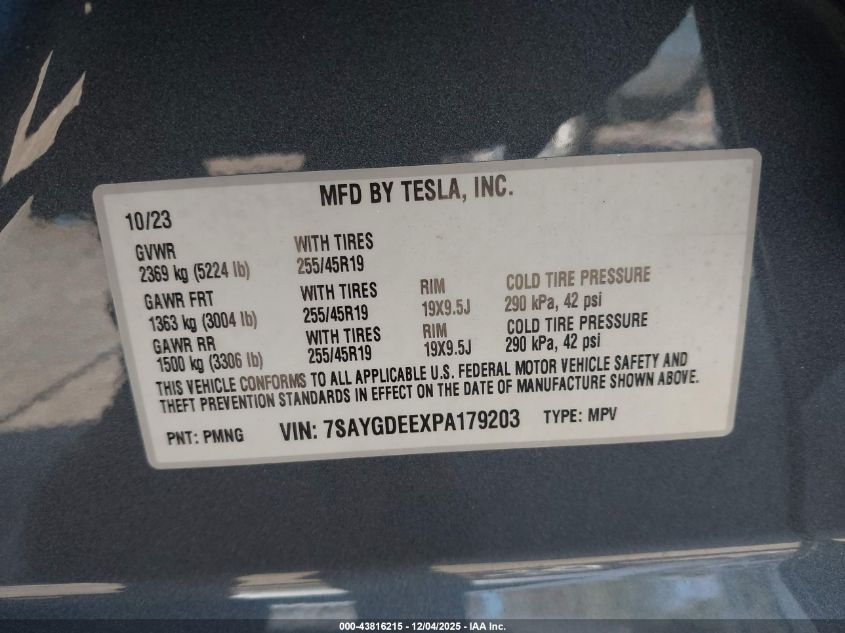 MFD BY TESLA, INC.
10/23
GVWR
2369 kg (5224 lb)
WITH TIRES
255/45R19
GAWR FRT
1363 kg (3004 lb)
WITH TIRES
255/45R19
RIM
19X9.5J
COLD TIRE PRESSURE
290 kPa, 42 psi
GAWR RR
1500 kg (3306 lb)
WITH TIRES
255/45R19
RIM
19X9.5J
COLD TIRE PRESSURE
290 kPa, 42 psi
THIS VEHICLE CONFORMS TO ALL APPLICABLE U.S. FEDERAL MOTOR VEHICLE SAFETY AND
THEFT PREVENTION STANDARDS IN EFFECT ON THE DATE OF MANUFACTURE SHOWN ABOVE.
PNT: PMNG VIN: 7SAYGDEEXPA179203 TYPE: MPV
000-43816215 - 12/04/2025 - IAA Inc.